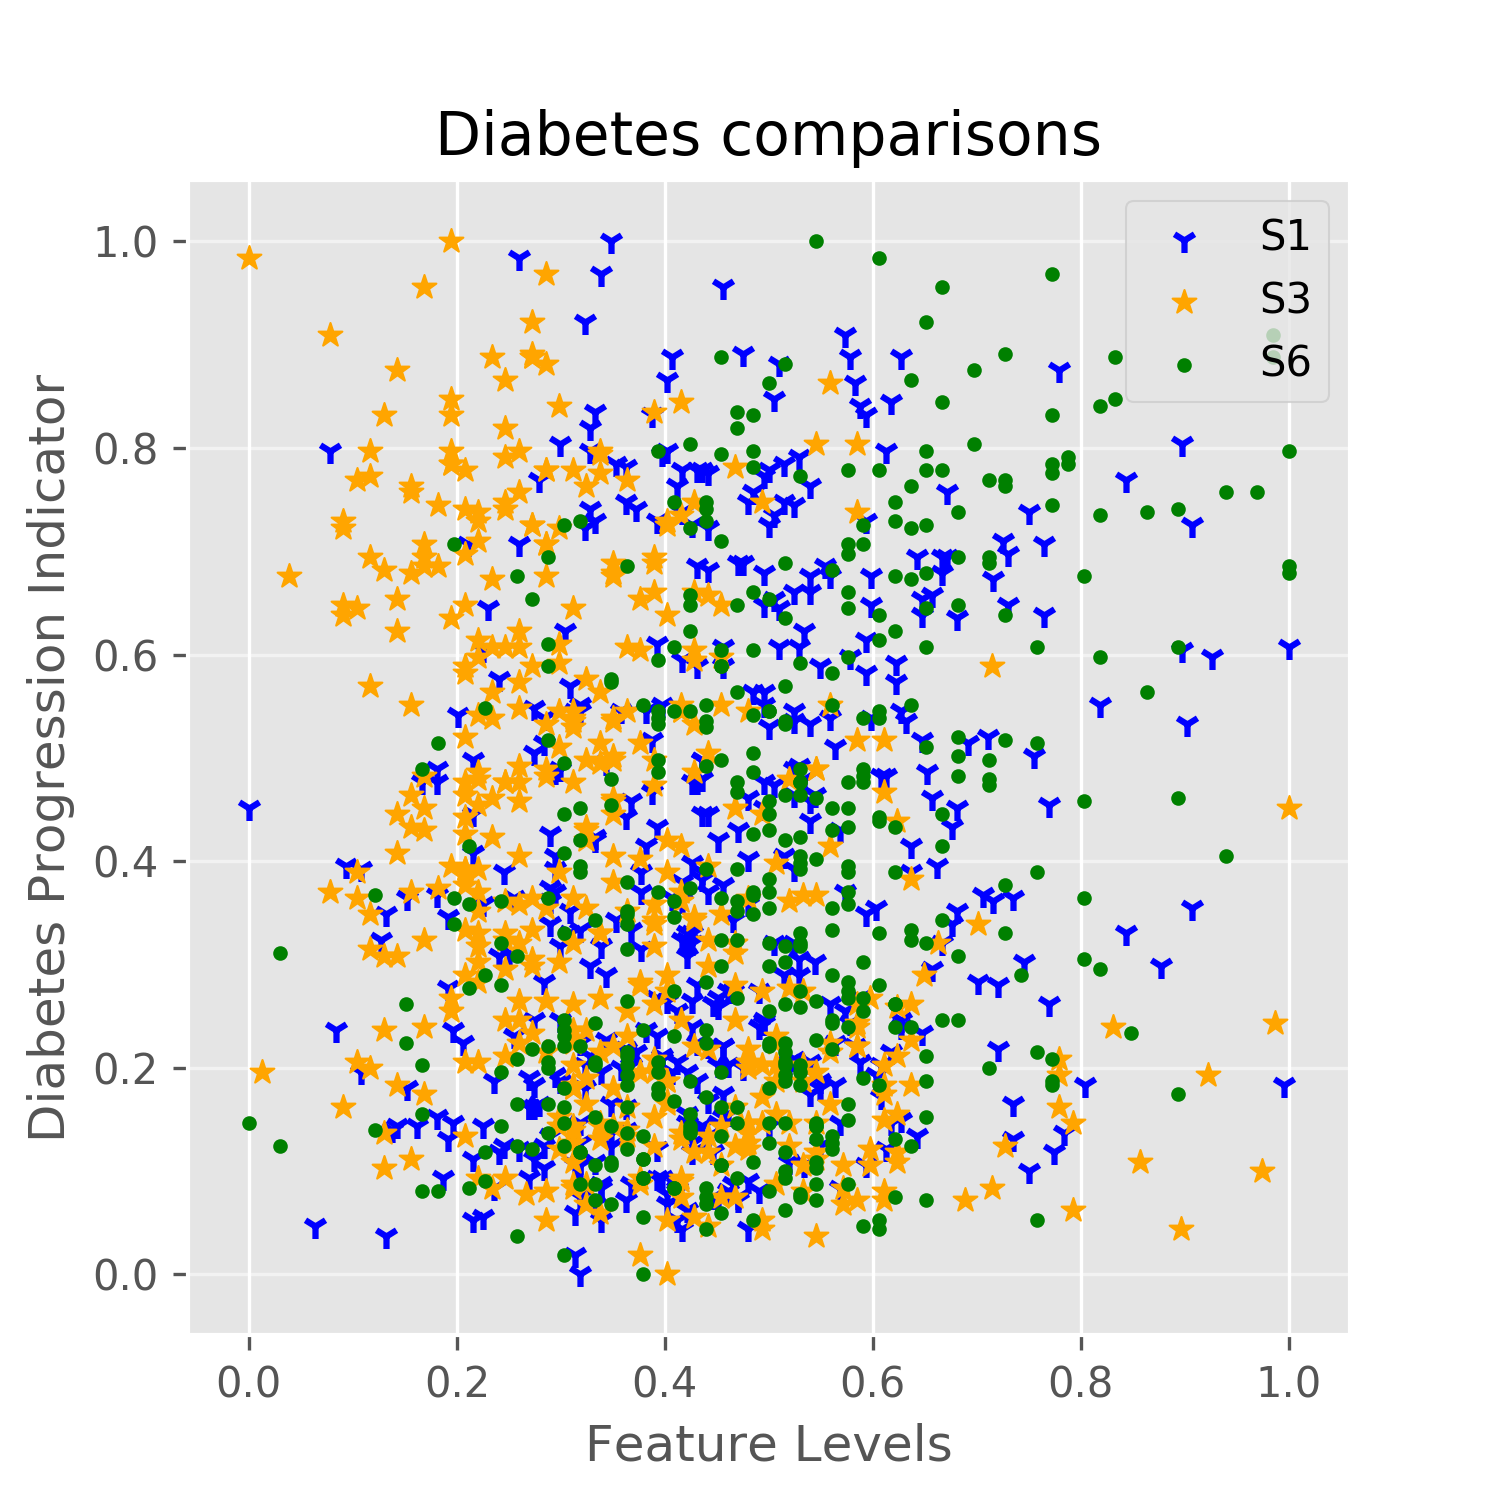 Diabetes comparisons
S1
S3
S6
Diabetes Progression Indicator
1.0
0.8
0.6
0.4
0.2
0.0
0.0 0.2 0.4 0.6 0.8 1.0
Feature Levels